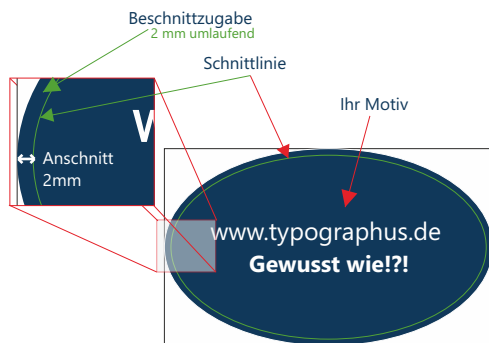 Beschnittzugabe
2 mm umlaufend
Schnittlinie
Ihr Motiv
Anschnitt
2mm
www.typographus.de
Gewusst wie!?!